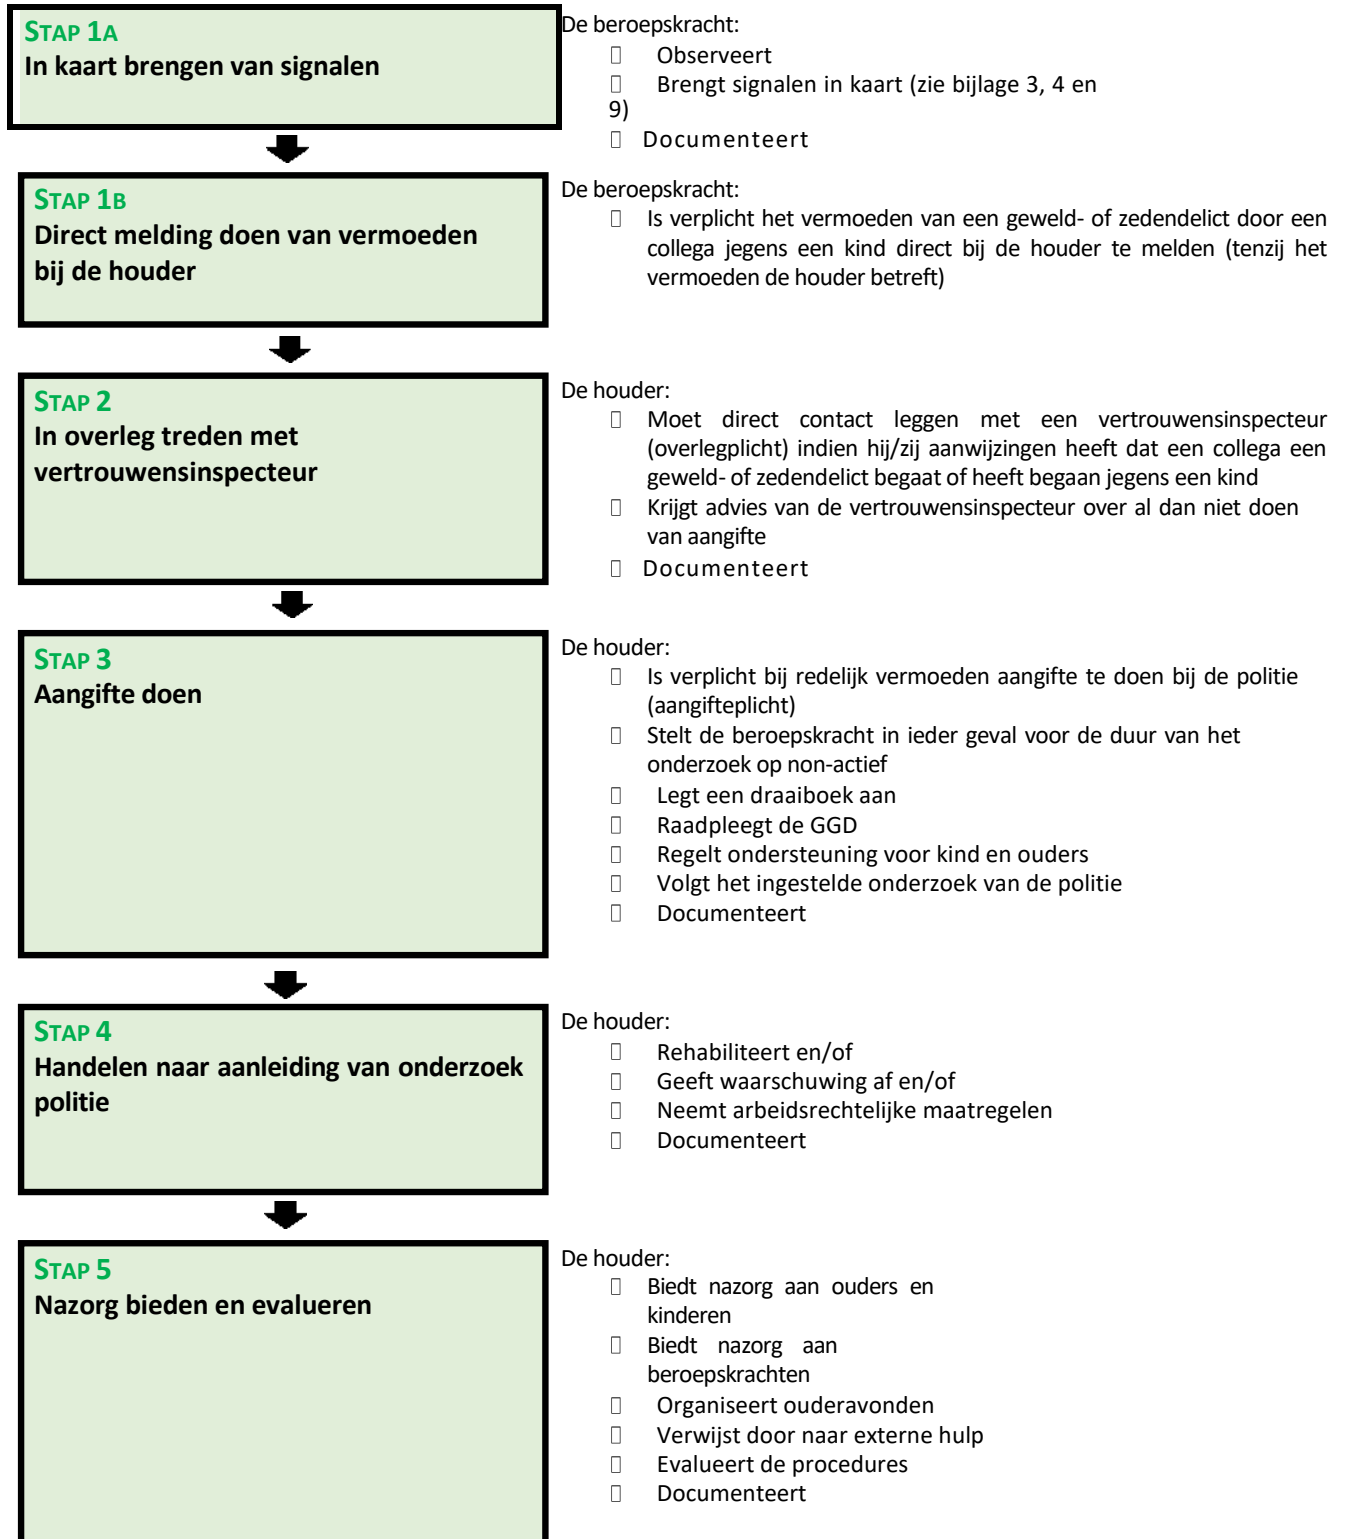 STAP 1A
In kaart brengen van signalen
De beroepskracht:
Observeert
Brengt signalen in kaart (zie bijlage 3, 4 en
9)
Documenteert
STAP 1B
Direct melding doen van vermoeden
bij de houder
De beroepskracht:
Is verplicht het vermoeden van een geweld- of zedendelict door een
collega jegens een kind direct bij de houder te melden (tenzij het
vermoeden de houder betreft)
STAP 2
In overleg treden met
vertrouwensinspecteur
De houder:
Moet direct contact leggen met een vertrouwensinspecteur
(overlegplicht) indien hij/zij aanwijzingen heeft dat een collega een
geweld- of zedendelict begaat of heeft begaan jegens een kind
Krijgt advies van de vertrouwensinspecteur over al dan niet doen
van aangifte
Documenteert
STAP 3
Aangifte doen
De houder:
Is verplicht bij redelijk vermoeden aangifte te doen bij de politie
(aangifteplicht)
Stelt de beroepskracht in ieder geval voor de duur van het
onderzoek op non-actief
Legt een draaiboek aan
Raadpleegt de GGD
Regelt ondersteuning voor kind en ouders
Volgt het ingestelde onderzoek van de politie
Documenteert
STAP 4
Handelen naar aanleiding van onderzoek
politie
De houder:
Rehabiliteert en/of
Geeft waarschuwing af en/of
Neemt arbeidsrechtelijke maatregelen
Documenteert
STAP 5
Nazorg bieden en evalueren
De houder:
Biedt nazorg aan ouders en
kinderen
Biedt nazorg aan
beroepskrachten
Organiseert ouderavonden
Verwijst door naar externe hulp
Evalueert de procedures
Documenteert